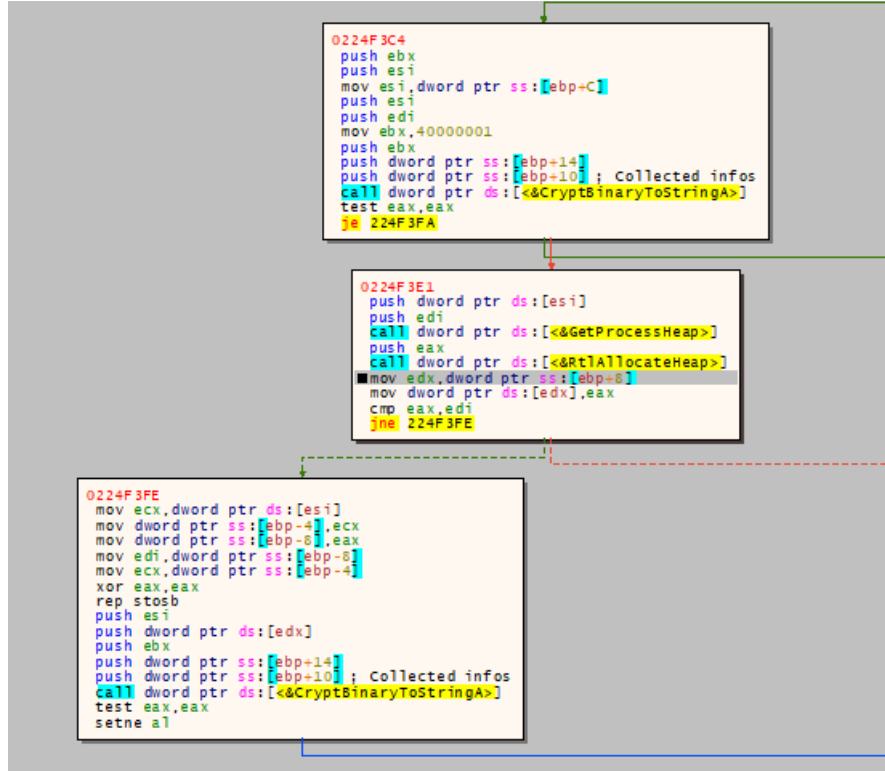 0224F3C4
push ebx
push esi
mov esi,dword ptr ss:[ebp+C]
push esi
push edi
mov ebx,40000001
push ebx
push dword ptr ss:[ebp+14]
push dword ptr ss:[ebp+10] ; Collected infos
call dword ptr ds:[<&CryptBinaryToStringA>]
test eax,eax
je 224F3FA
0224F3E1
push dword ptr ds:[esi]
push edi
call dword ptr ds:[<&GetProcessHeap>]
push eax
call dword ptr ds:[<&RtlAllocateHeap>]
mov edx,dword ptr ss:[ebp+8]
mov dword ptr ds:[edx],eax
cmp eax,edi
jne 224F3FE
0224F3FE
mov ecx,dword ptr ds:[esi]
mov dword ptr ss:[ebp-4],ecx
mov dword ptr ss:[ebp-8],eax
mov edi,dword ptr ss:[ebp-8]
mov ecx,dword ptr ss:[ebp-4]
xor eax,eax
rep stosb
push esi
push dword ptr ds:[edx]
push ebx
push dword ptr ss:[ebp+14]
push dword ptr ss:[ebp+10] ; Collected infos
call dword ptr ds:[<&CryptBinaryToStringA>]
test eax,eax
setne al